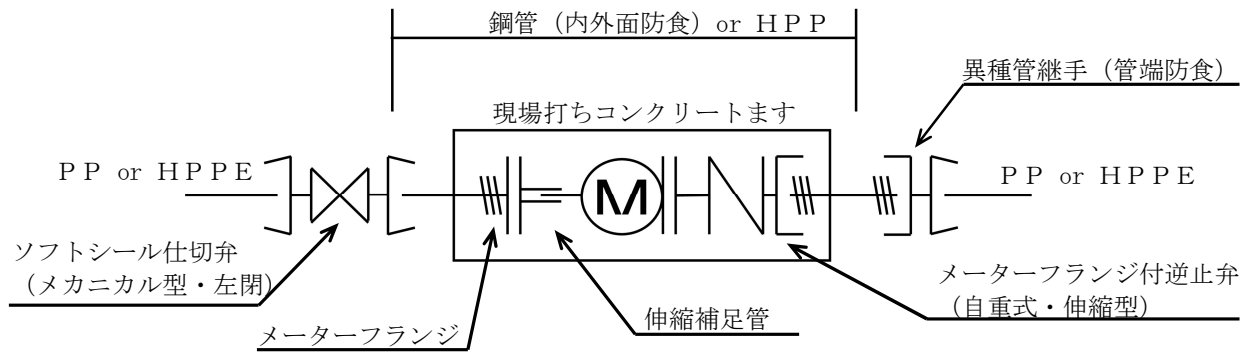 鋼管（内外面防食）or ＨＰＰ
異種管継手（管端防食）
現場打ちコンクリートます
ＰＰ or ＨＰＰＥ
M
ＰＰ or ＨＰＰＥ
ソフトシール仕切弁
（メカニカル型・左閉）
メーターフランジ
伸縮補足管
メーターフランジ付逆止弁
（自重式・伸縮型）